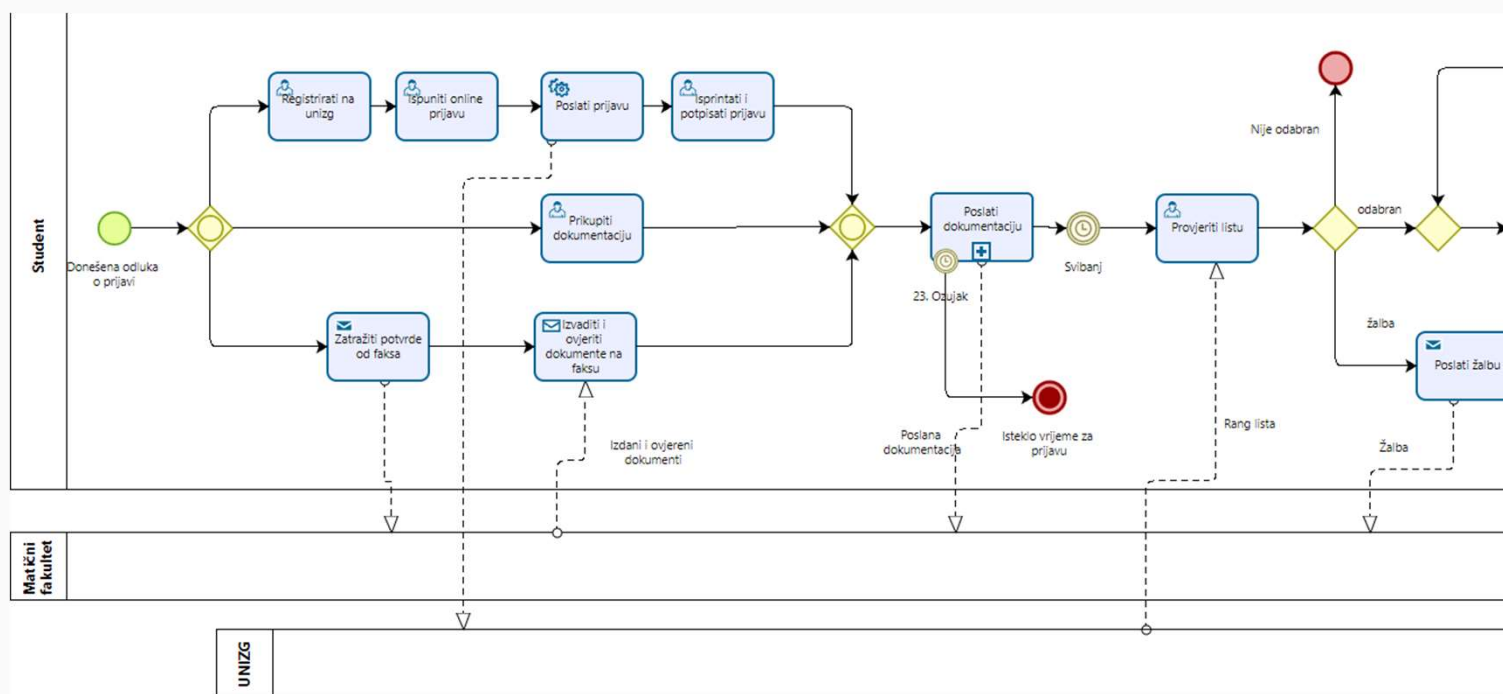 Student
Donešena odluka
o prijavi
Registrirati na
unizg
Ispuniti online
prijavu
Poslati prijavu
Isprintati i
potpisati prijavu
Prikupiti
dokumentaciju
Zatražiti potvrde
od faksa
Izvaditi i
ovjeriti
dokumente na
faksu
Izdani i ovjereni
dokumenti
Poslati
dokumentaciju
23. Ožujak
Poslana
dokumentacija
Isteklo vrijeme za
prijavu
Svibanj
Provjeriti listu
Rang lista
Nije odabran
odabran
žalba
Poslati žalbu
Žalba
Matični
fakultet
UNIZG